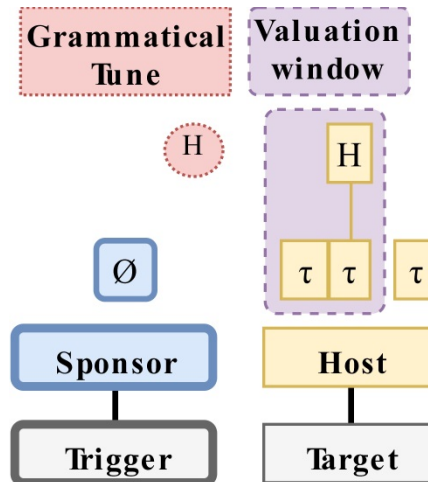 Grammatical
Tune
Valuation
window
H
H
Ø
τ τ τ
Sponsor
Host
Trigger
Target